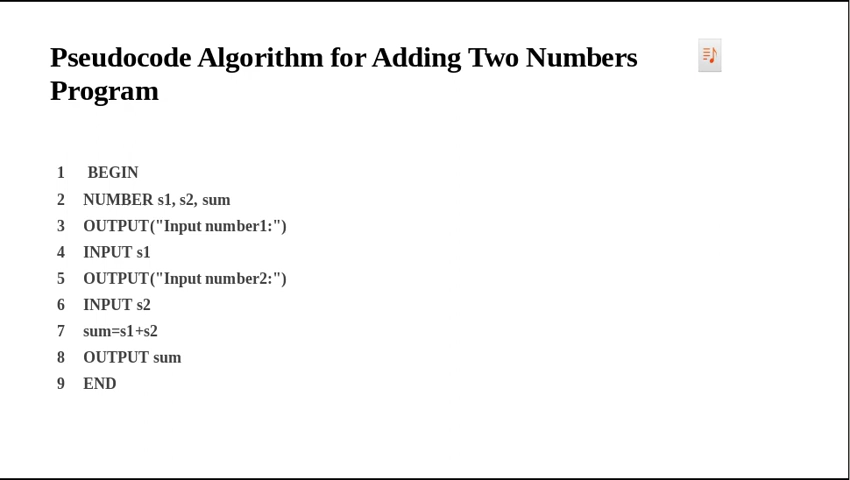 Pseudocode Algorithm for Adding Two Numbers
Program
1 BEGIN
2 NUMBER s1, s2, sum
3 OUTPUT("Input number1:")
4 INPUT s1
5 OUTPUT("Input number2:")
6 INPUT s2
7 sum=s1+s2
8 OUTPUT sum
9 END